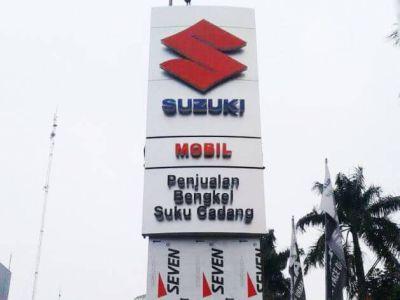 SUZUKI
MOBIL
Penjualan
Bengkel
Suku Cadang
SEVEN SEVEN SEVEN